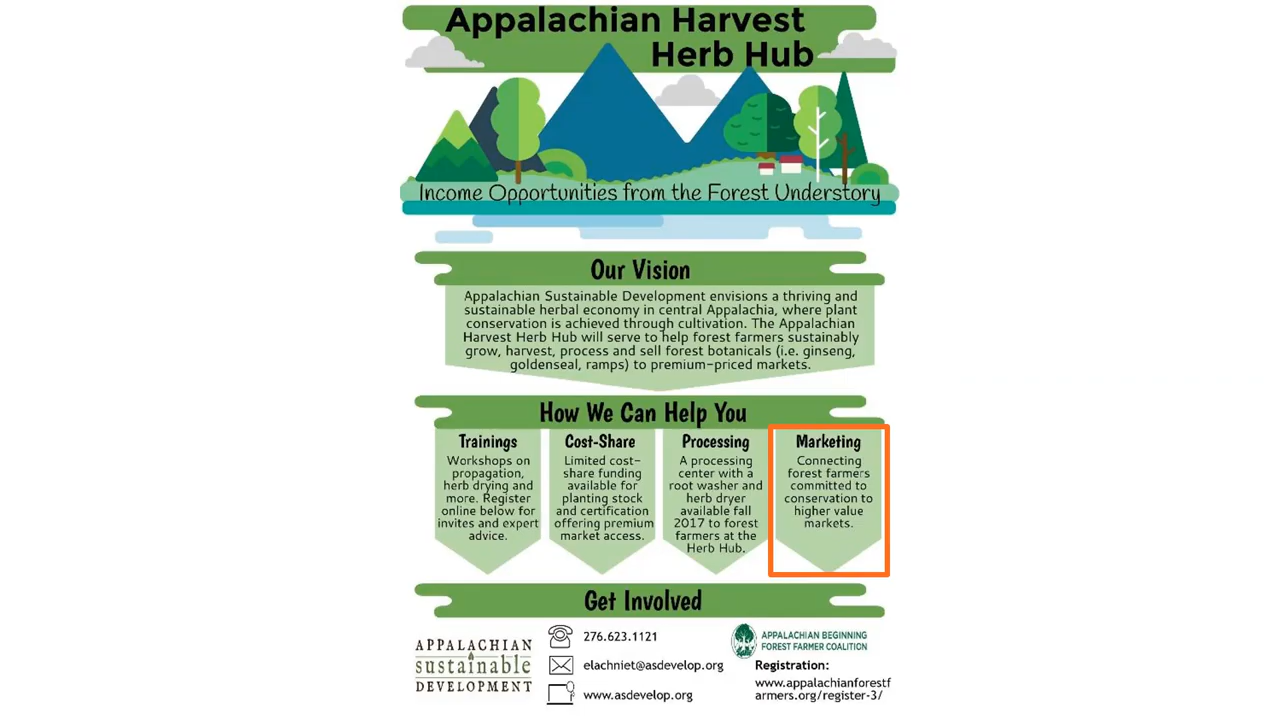 Appalachian Harvest
Herb Hub
Income Opportunities from the Forest Understory
Our Vision
Appalachian Sustainable Development envisions a thriving and
sustainable herbal economy in central Appalachia, where plant
conservation is achieved through cultivation. The Appalachian
Harvest Herb Hub will serve to help forest farmers sustainably
grow, harvest, process and sell forest botanicals (i.e. ginseng,
goldenseal, ramps) to premium-priced markets.
How We Can Help You
Trainings
Workshops on
propagation,
herb drying and
more. Register
online below for
invites and expert
advice.
Cost-Share
Limited cost-
share funding
available for
planting stock
and certification
offering premium
market access.
Processing
A processing
center with a
root washer and
herb dryer
available fall
2017 to forest
farmers at the
Herb Hub.
Marketing
Connecting
forest farmers
committed to
conservation to
higher value
markets.
Get Involved
APPALACHIAN
sustainable
DEVELOPMENT
276.623.1121
elachniet@asdevelop.org
www.asdevelop.org
APPALACHIAN BEGINNING
FOREST FARMER COALITION
Registration:
www.appalachianforestf
armers.org/register-3/